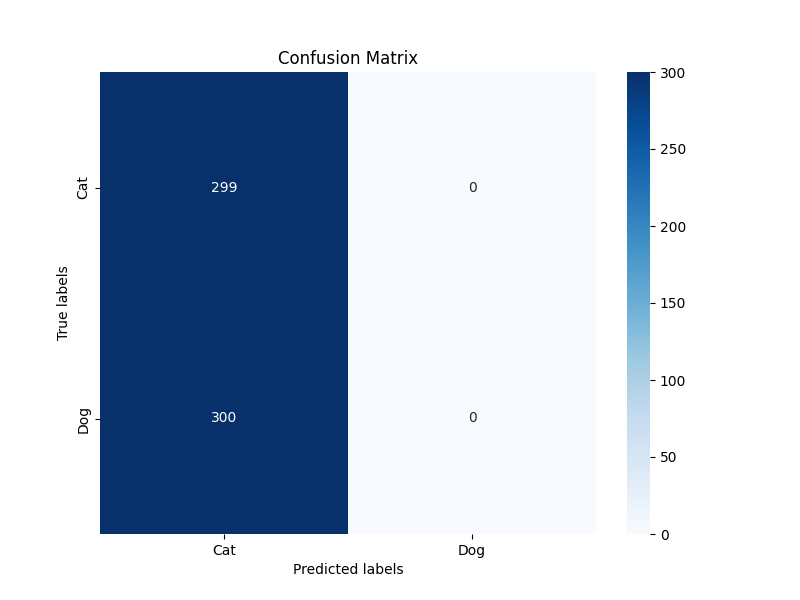 Confusion Matrix
True labels
Cat
299
0
Dog
300
0
Cat
Dog
Predicted labels
300
250
200
150
100
50
0